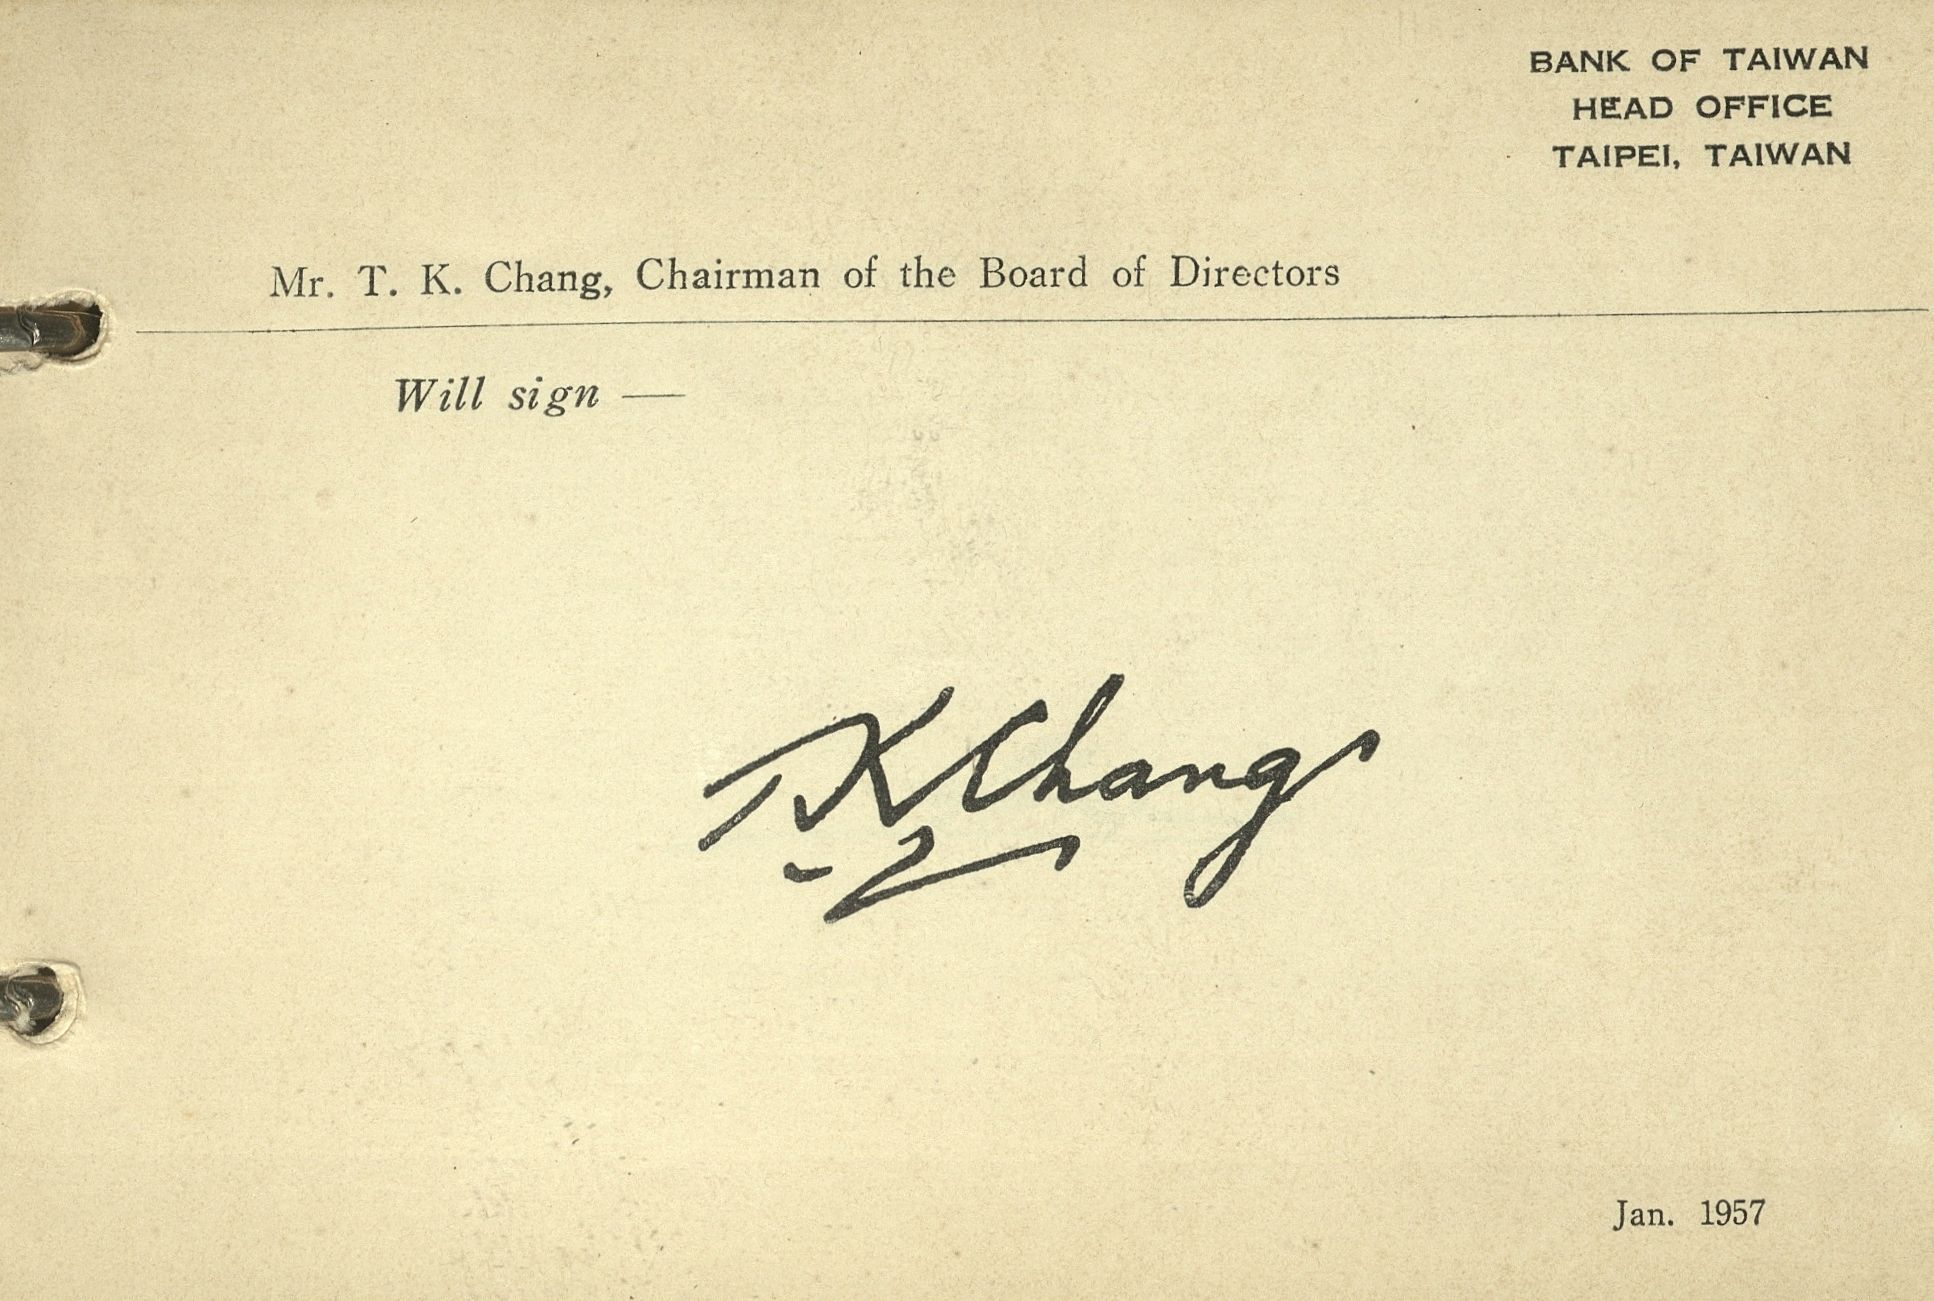 BANK OF TAIWAN
HEAD OFFICE
TAIPEI, TAIWAN
Mr. T. K. Chang, Chairman of the Board of Directors
Will sign —
T K Chang
Jan. 1957